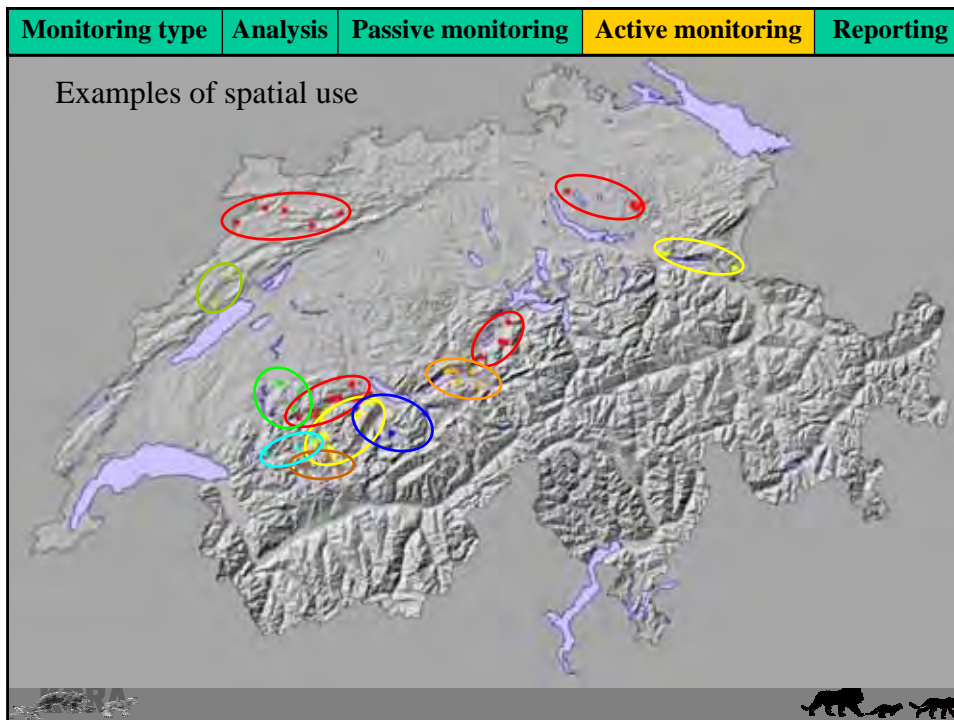 Monitoring type Analysis Passive monitoring Active monitoring Reporting
Examples of spatial use